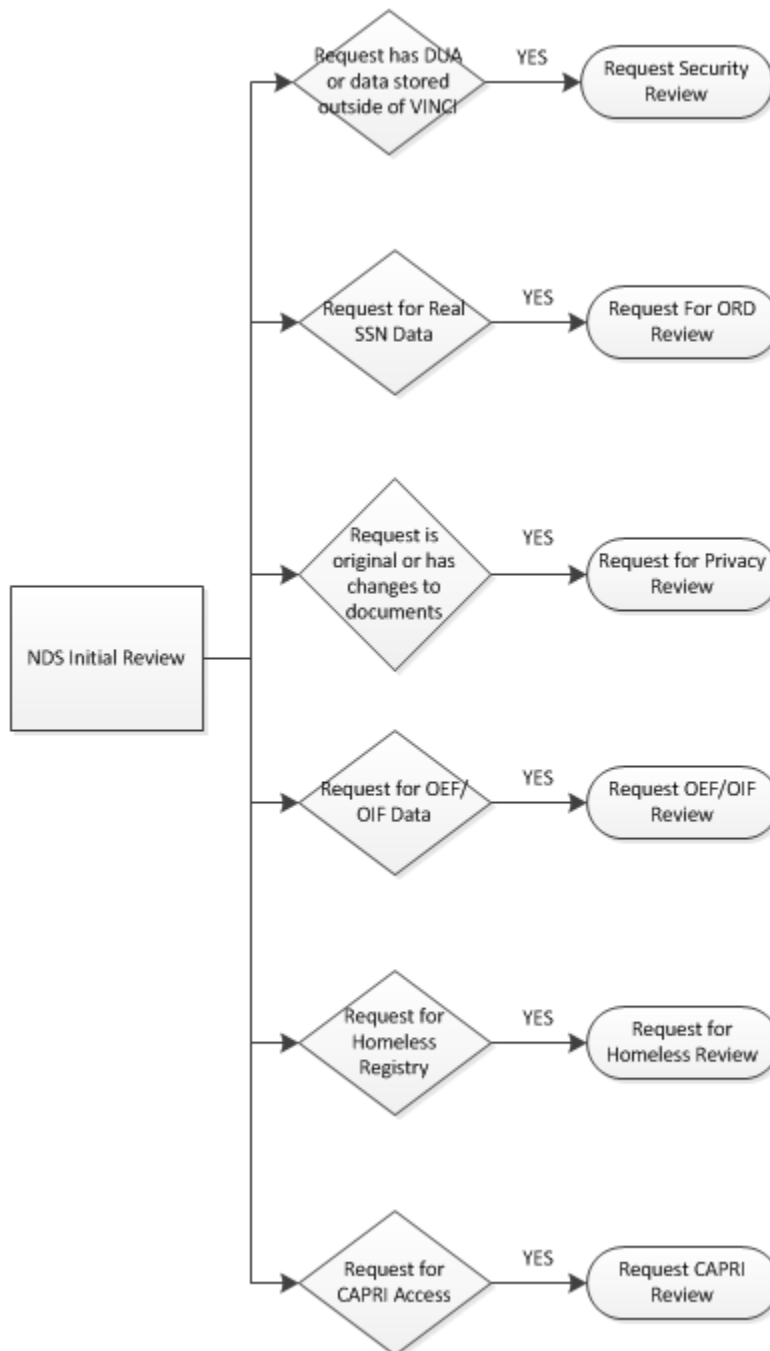 Request has DUA
or data stored
outside of VINCI
YES
Request Security
Review
Request for Real
SSN Data
YES
Request For ORD
Review
Request is
original or has
changes to
documents
YES
Request for Privacy
Review
NDS Initial Review
Request for OEF/
OIF Data
YES
Request OEF/OIF
Review
Request for
Homeless
Registry
YES
Request for
Homeless Review
Request for
CAPRI Access
YES
Request CAPRI
Review